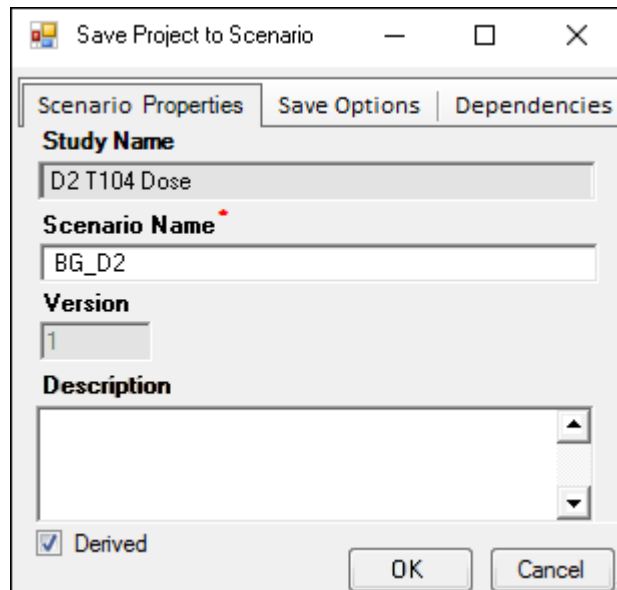 Save Project to Scenario
Scenario Properties Save Options Dependencies
Study Name
D2 T104 Dose
Scenario Name*
BG_D2
Version
1
Description
Derived
OK Cancel